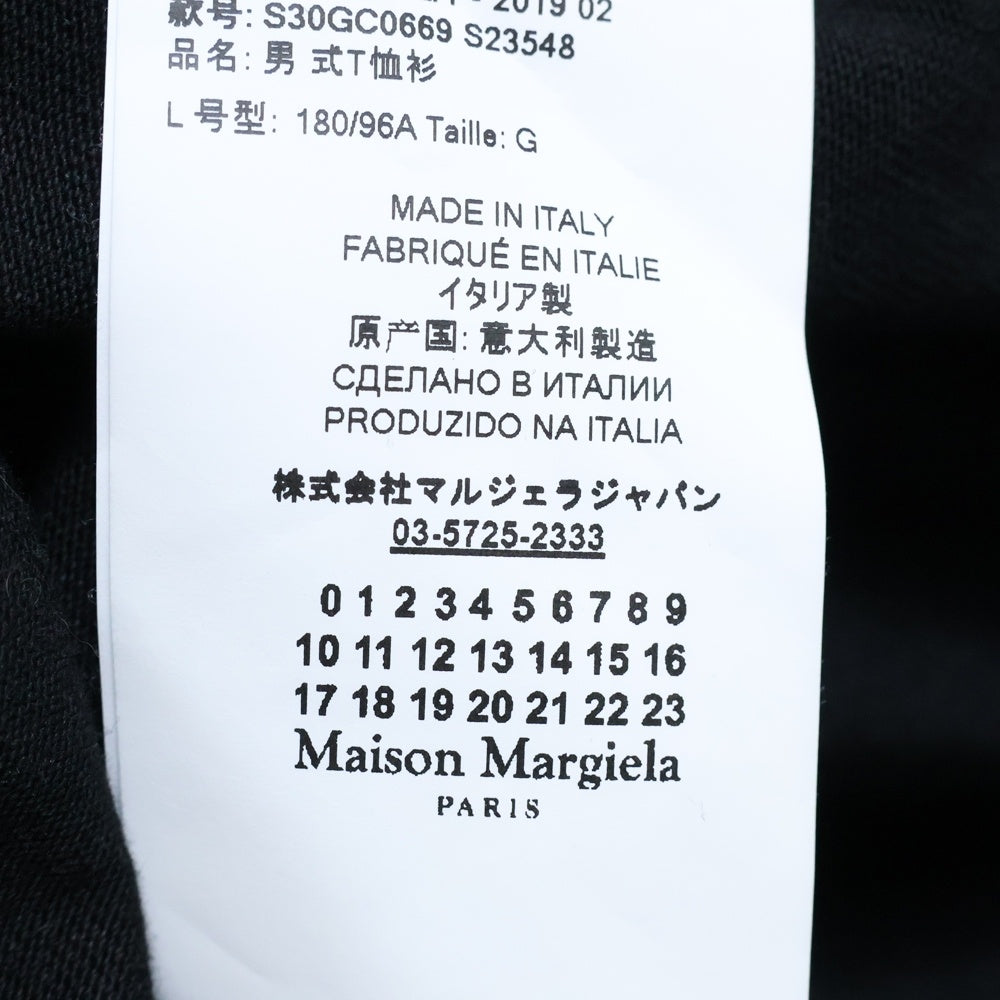 2019 02
款号: S30GC0669 S23548
品名: 男 式T恤衫
L 号型: 180/96A Taille: G
MADE IN ITALY
FABRIQUÉ EN ITALIE
イタリア製
原产国: 意大利製造
СДЕЛАНО В ИТАЛИИ
PRODUZIDO NA ITALIA
株式会社マルジェラジャパン
03-5725-2333
0 1 2 3 4 5 6 7 8 9
10 11 12 13 14 15 16
17 18 19 20 21 22 23
Maison Margiela
PARIS